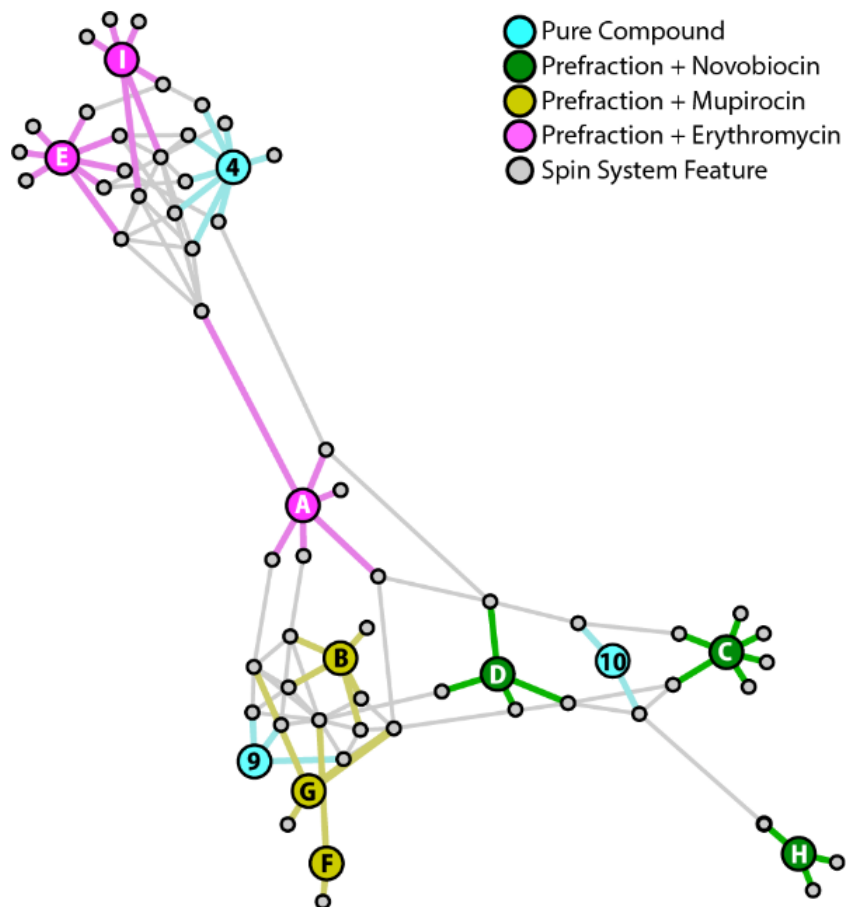 Pure Compound
Prefraction + Novobiocin
Prefraction + Mupirocin
Prefraction + Erythromycin
Spin System Feature
I
E
4
A
B
10
C
D
9
G
F
H